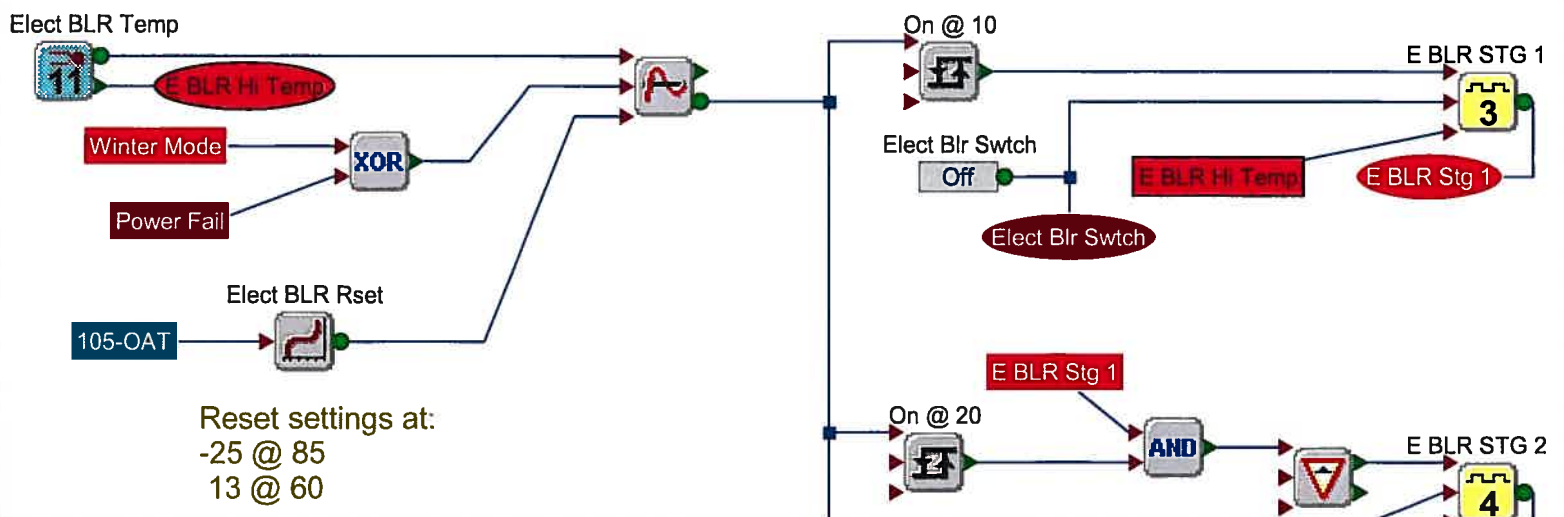 Elect BLR Temp
11
E BLR Hi Temp
Winter Mode
XOR
Power Fail
Elect BLR Rset
105-OAT
Reset settings at:
-25 @ 85
13 @ 60
On @ 10
E BLR STG 1
3
Elect Blr Swtch
Off
E BLR Hi Temp
E BLR Stg 1
Elect Blr Swtch
E BLR Stg 1
On @ 20
AND
E BLR STG 2
4